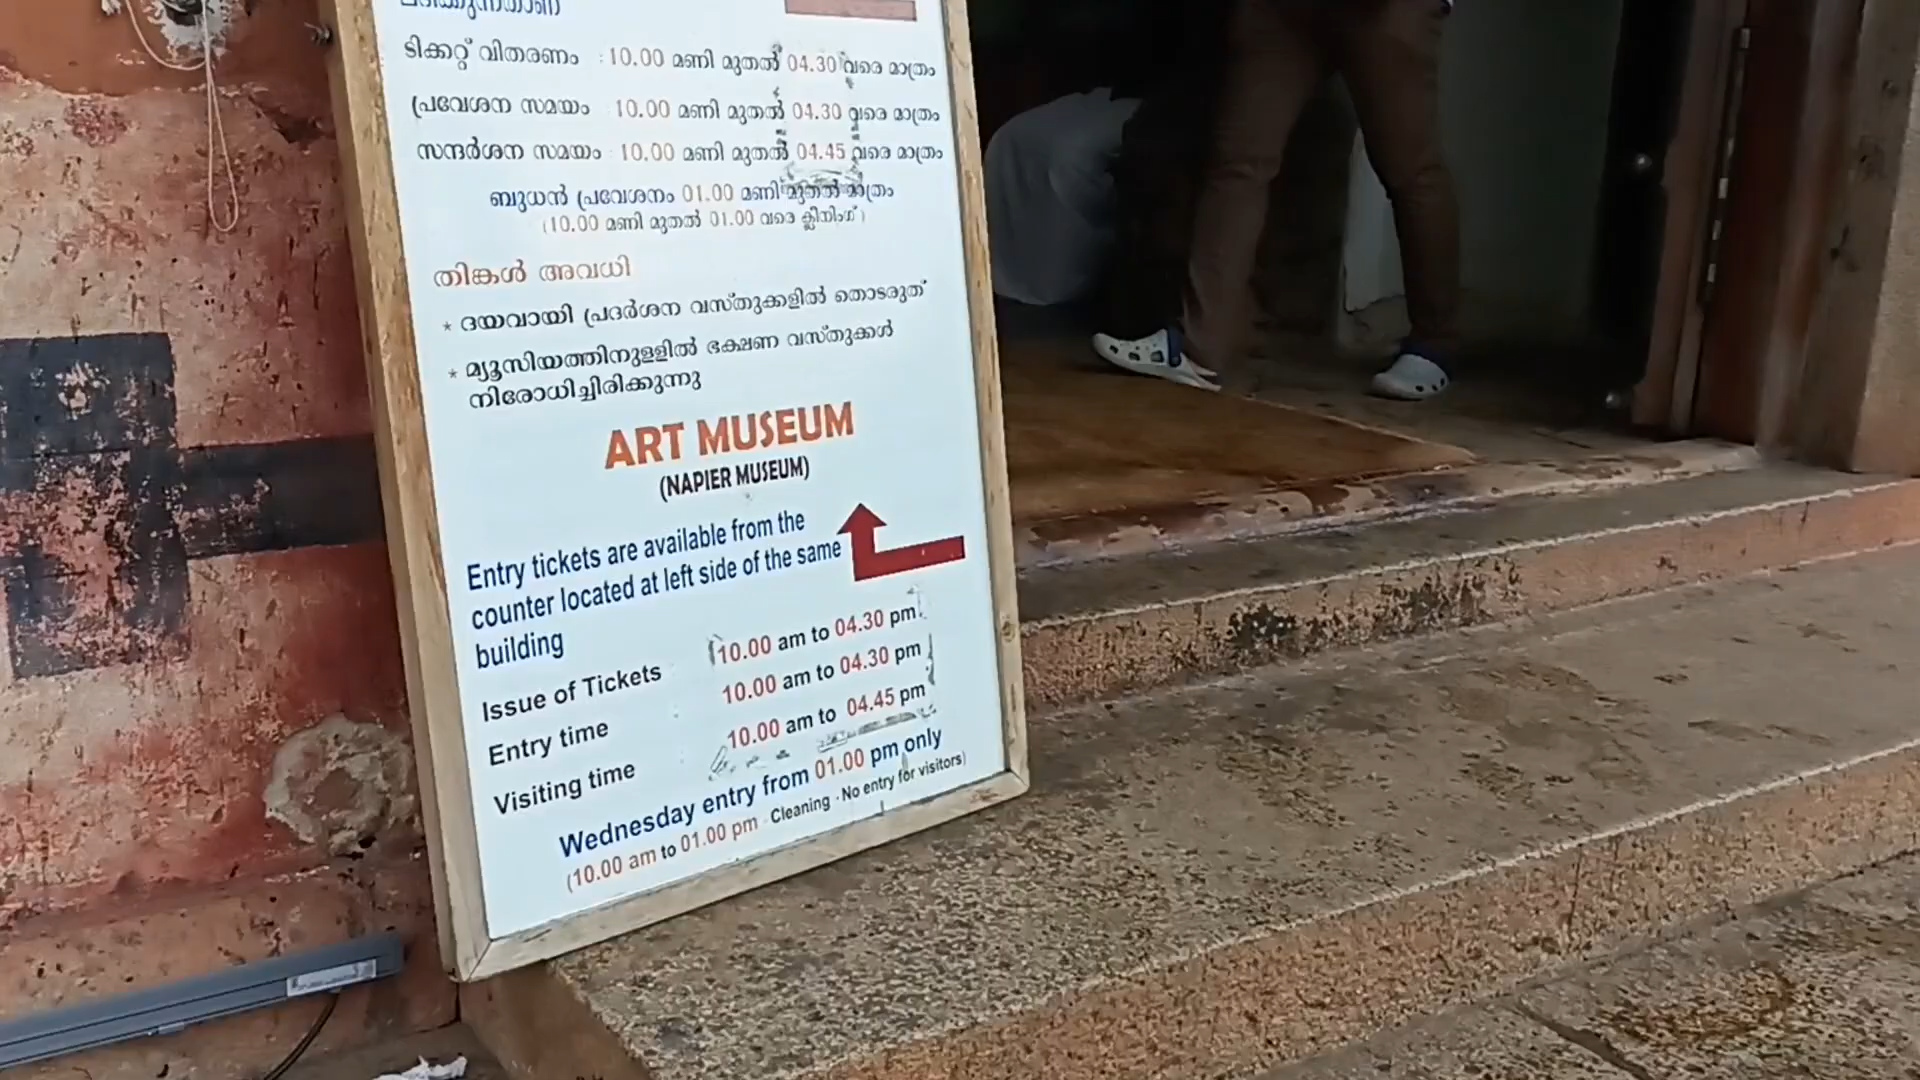 ടിക്കറ്റ് വിതരണം : 10.00 മണി മുതൽ 04.30 വരെ മാത്രം
പ്രവേശന സമയം 10.00 മണി മുതൽ 04.30 വരെ മാത്രം
സന്ദർശന സമയം : 10.00 മണി മുതൽ 04.45 വരെ മാത്രം
ബുധൻ പ്രവേശനം 01.00 മണി മുതൽ മാത്രം
(10.00 മണി മുതൽ 01.00 വരെ ക്ലീനിംഗ്)
തിങ്കൾ അവധി
* ദയവായി പ്രദർശന വസ്തുക്കളിൽ തൊടരുത്
* മ്യൂസിയത്തിനുള്ളിൽ ഭക്ഷണ വസ്തുക്കൾ
നിരോധിച്ചിരിക്കുന്നു
ART MUSEUM
(NAPIER MUSEUM)
Entry tickets are available from the
counter located at left side of the same
building
Issue of Tickets 10.00 am to 04.30 pm
Entry time 10.00 am to 04.30 pm
Visiting time 10.00 am to 04.45 pm
Wednesday entry from 01.00 pm only
(10.00 am to 01.00 pm - Cleaning - No entry for visitors)